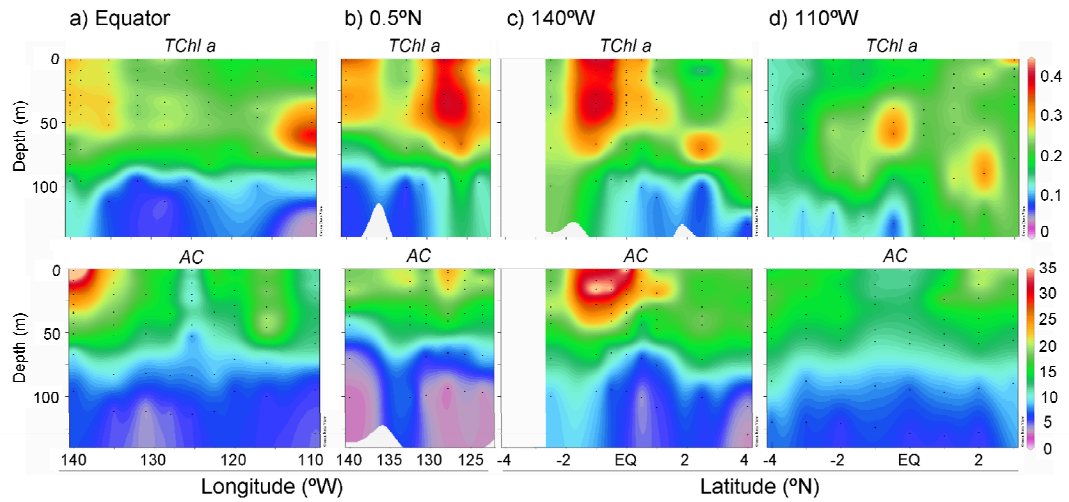 a) Equator b) 0.5ºN c) 140ºW d) 110ºW
TChl a TChl a TChl a TChl a
0
50
100
Depth (m)
0.4
0.3
0.2
0.1
0
AC AC AC AC
0
50
100
Depth (m)
35
30
25
20
15
10
5
0
140 130 120 110 140 135 130 125 -4 -2 EQ 2 4 -4 -2 EQ 2
Longitude (ºW) Latitude (ºN)